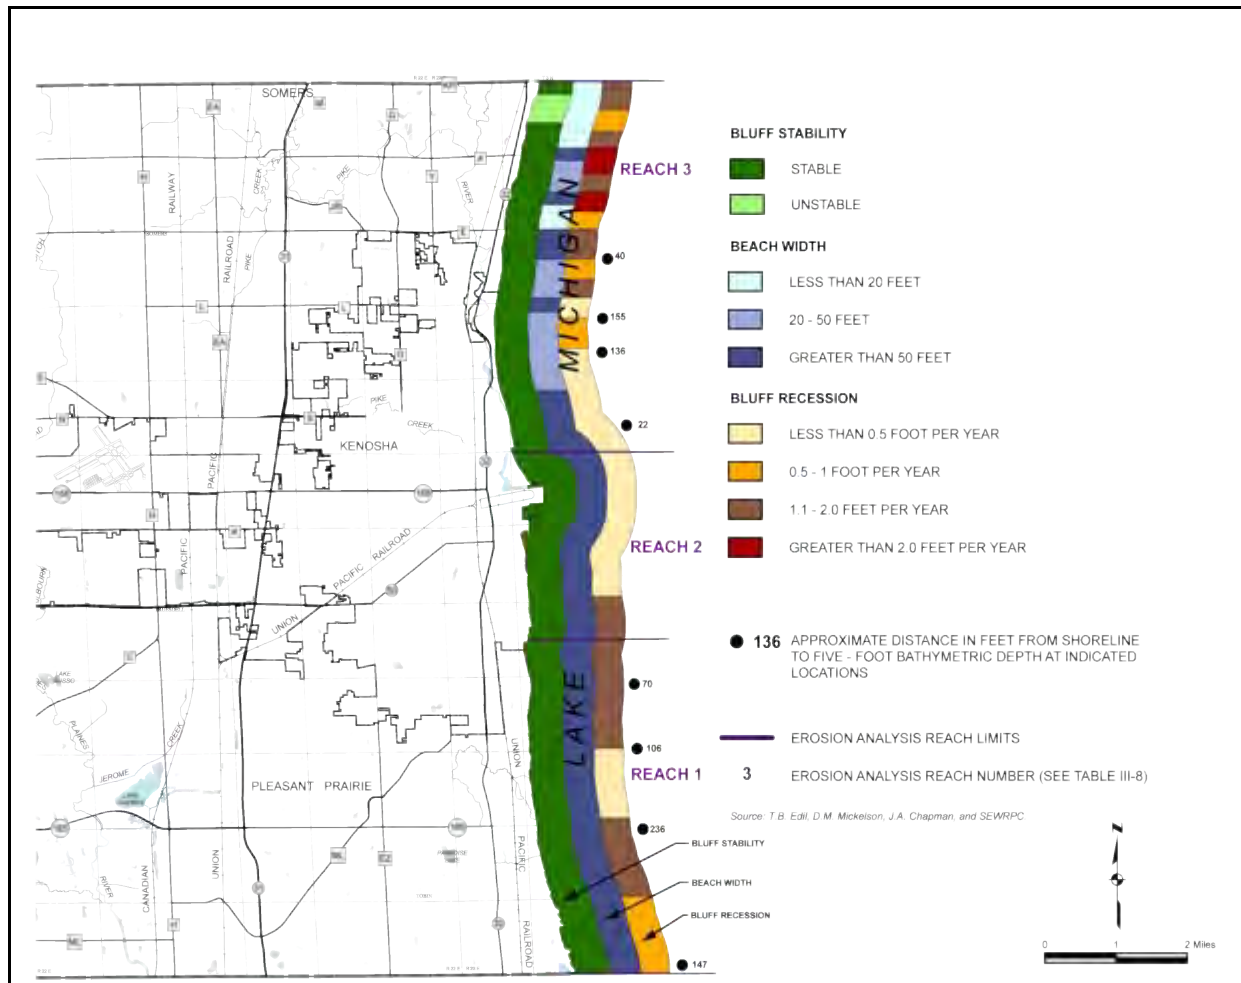 SOMERS
RAILWAY
CREEK
PIKE
RIVER
RAILROAD
PIKE
REACH 3
MICHIGAN
40
155
136
22
PIKE
CREEK
KENOSHA
PACIFIC
PACIFIC
PACIFIC RAILROAD
UNION
REACH 2
LAKE
70
106
REACH 1
236
147
PLAINES
JEROME
CREEK
PLEASANT PRAIRIE
UNION
PACIFIC
RAILROAD
RIVER
CANADIAN
UNION
BLUFF STABILITY
STABLE
UNSTABLE
BEACH WIDTH
LESS THAN 20 FEET
20 - 50 FEET
GREATER THAN 50 FEET
BLUFF RECESSION
LESS THAN 0.5 FOOT PER YEAR
0.5 - 1 FOOT PER YEAR
1.1 - 2.0 FEET PER YEAR
GREATER THAN 2.0 FEET PER YEAR
136 APPROXIMATE DISTANCE IN FEET FROM SHORELINE
TO FIVE - FOOT BATHYMETRIC DEPTH AT INDICATED
LOCATIONS
EROSION ANALYSIS REACH LIMITS
3 EROSION ANALYSIS REACH NUMBER (SEE TABLE III-8)
Source: T.B. Edil, D.M. Mickelson, J.A. Chapman, and SEWRPC.
BLUFF STABILITY
BEACH WIDTH
BLUFF RECESSION
0 1 2 Miles